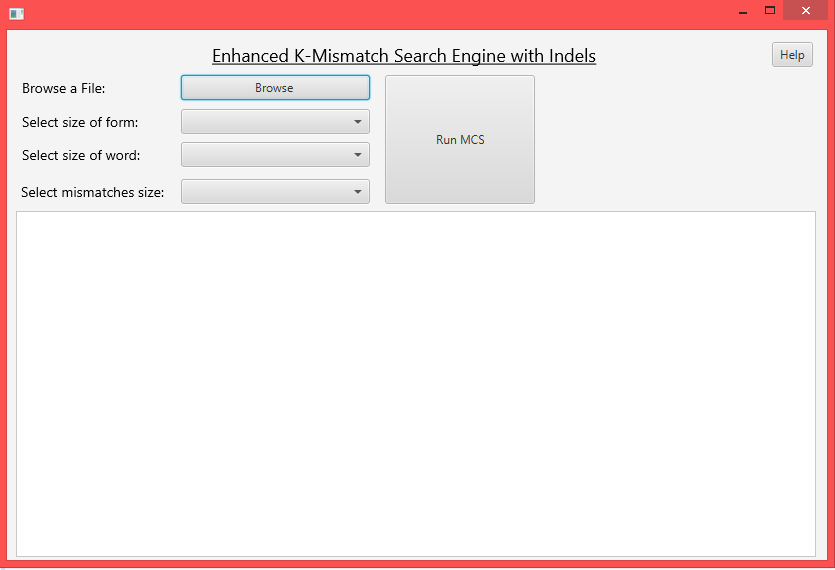 Enhanced K-Mismatch Search Engine with Indels
Help
Browse a File:
Browse
Select size of form:
Select size of word:
Select mismatches size:
Run MCS